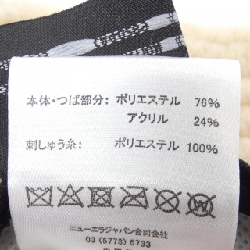 本体・つば部分: ポリエステル 76%
アクリル 24%
刺しゅう糸: ポリエステル 100%
ニューエラジャパン合同会社
03 (6773) 6733